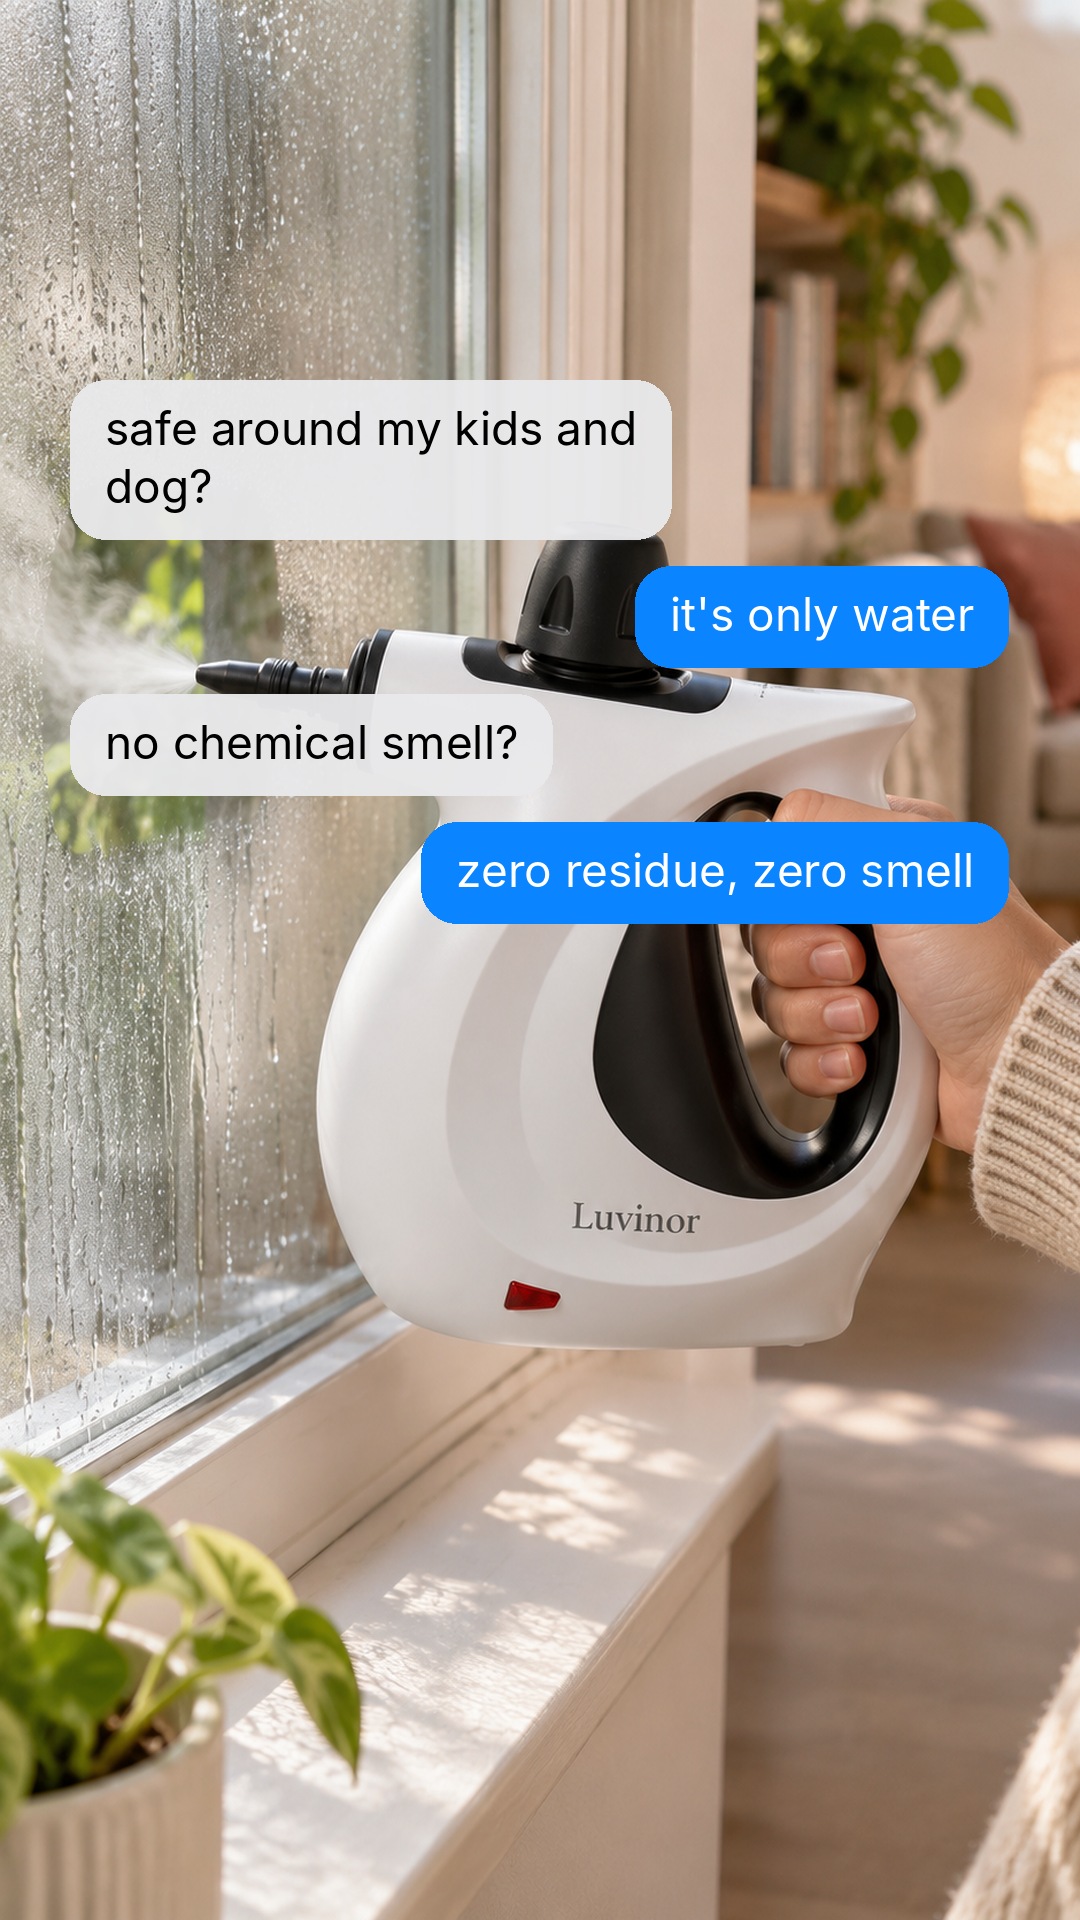 safe around my kids and
dog?
it's only water
no chemical smell?
zero residue, zero smell
Luvinor